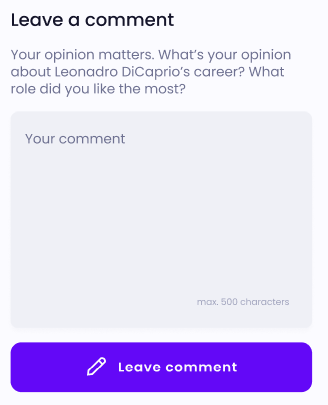 Leave a comment
Your opinion matters. What's your opinion
about Leonadro DiCaprio's career? What
role did you like the most?
Your comment
max. 500 characters
Leave comment